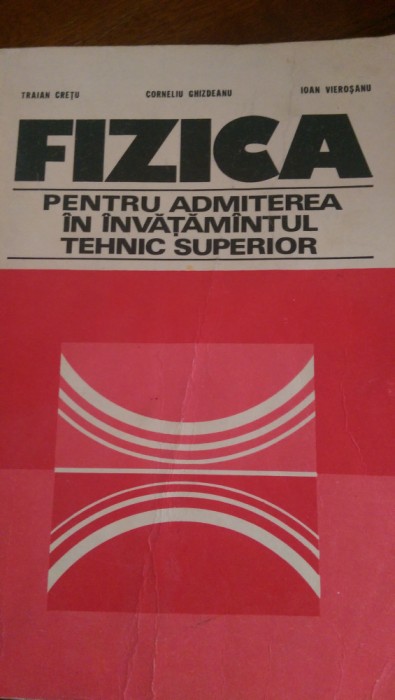 TRAIAN CREȚU CORNELIU GHIZDEANU IOAN VIEROȘANU
FIZICA
PENTRU ADMITEREA
ÎN ÎNVĂȚĂMÎNTUL
TEHNIC SUPERIOR